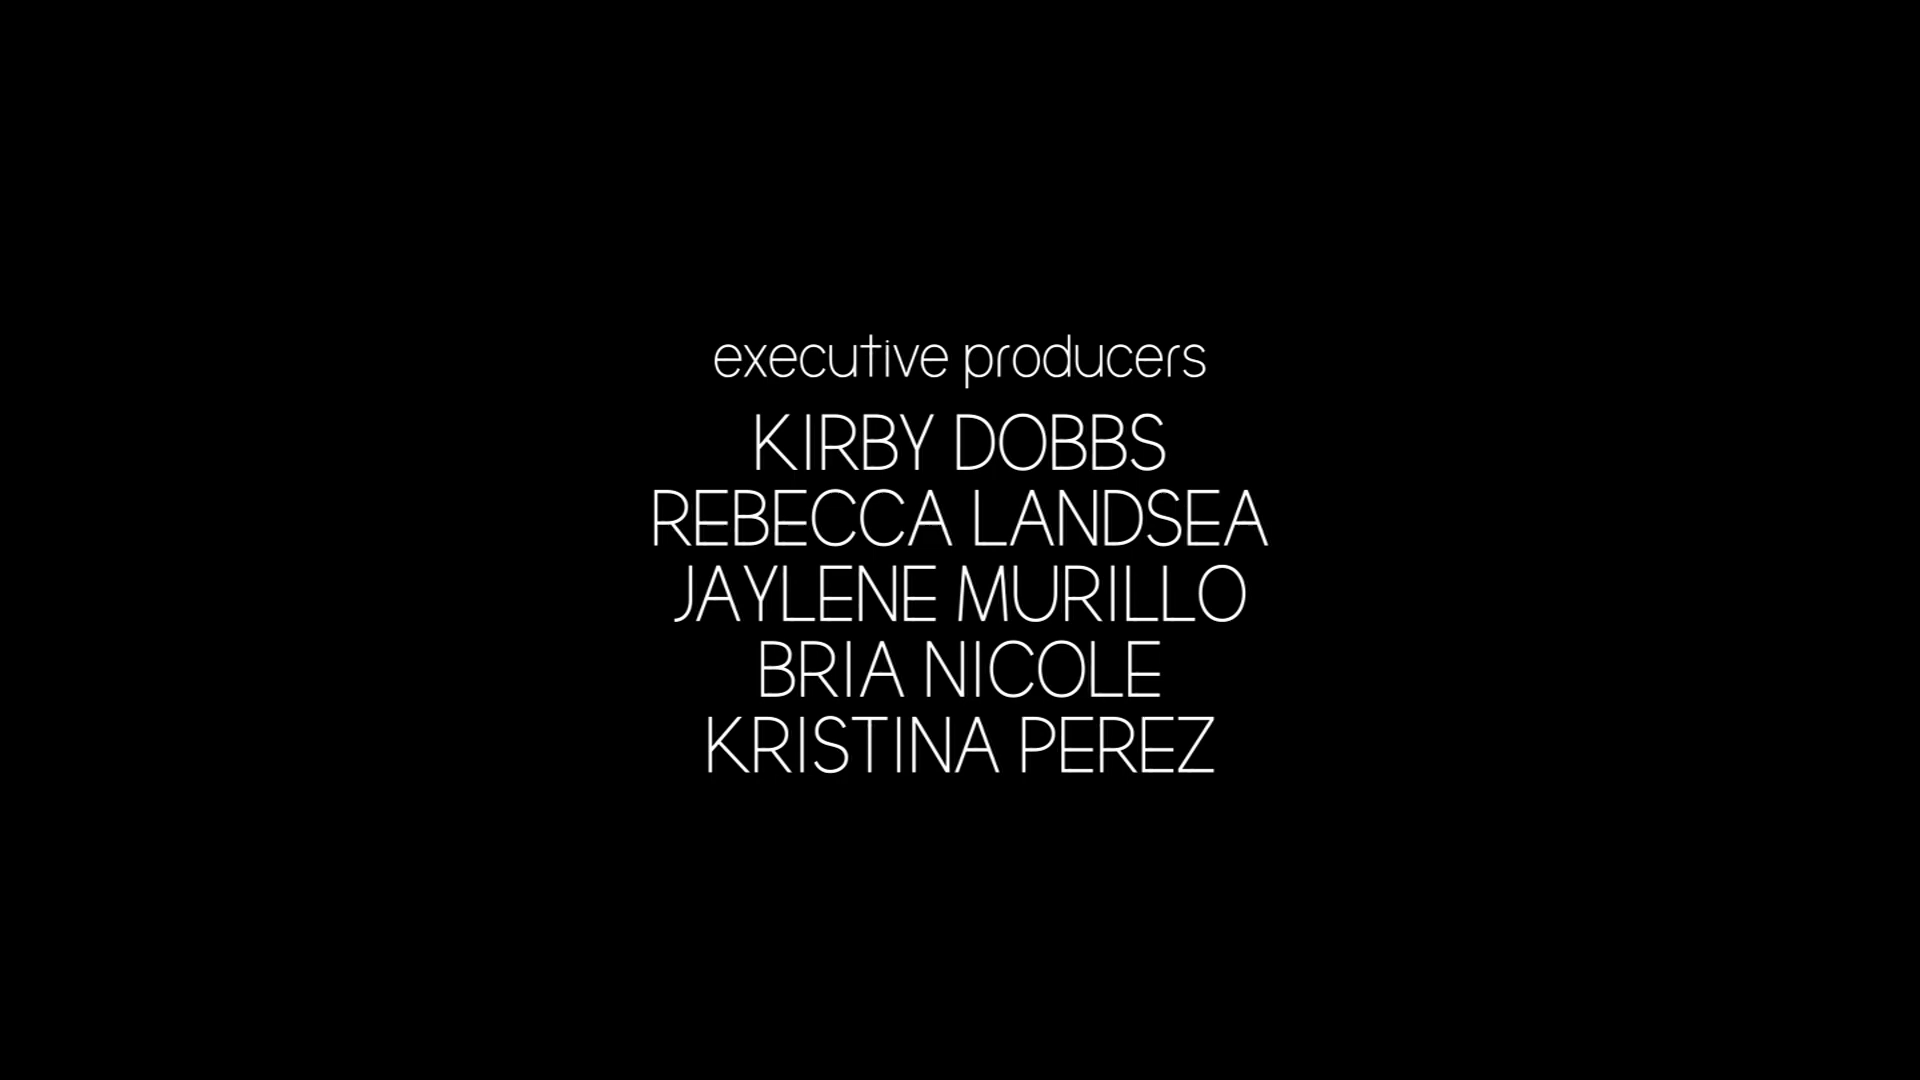 executive producers
KIRBY DOBBS
REBECCA LANDSEA
JAYLENE MURILLO
BRIA NICOLE
KRISTINA PEREZ